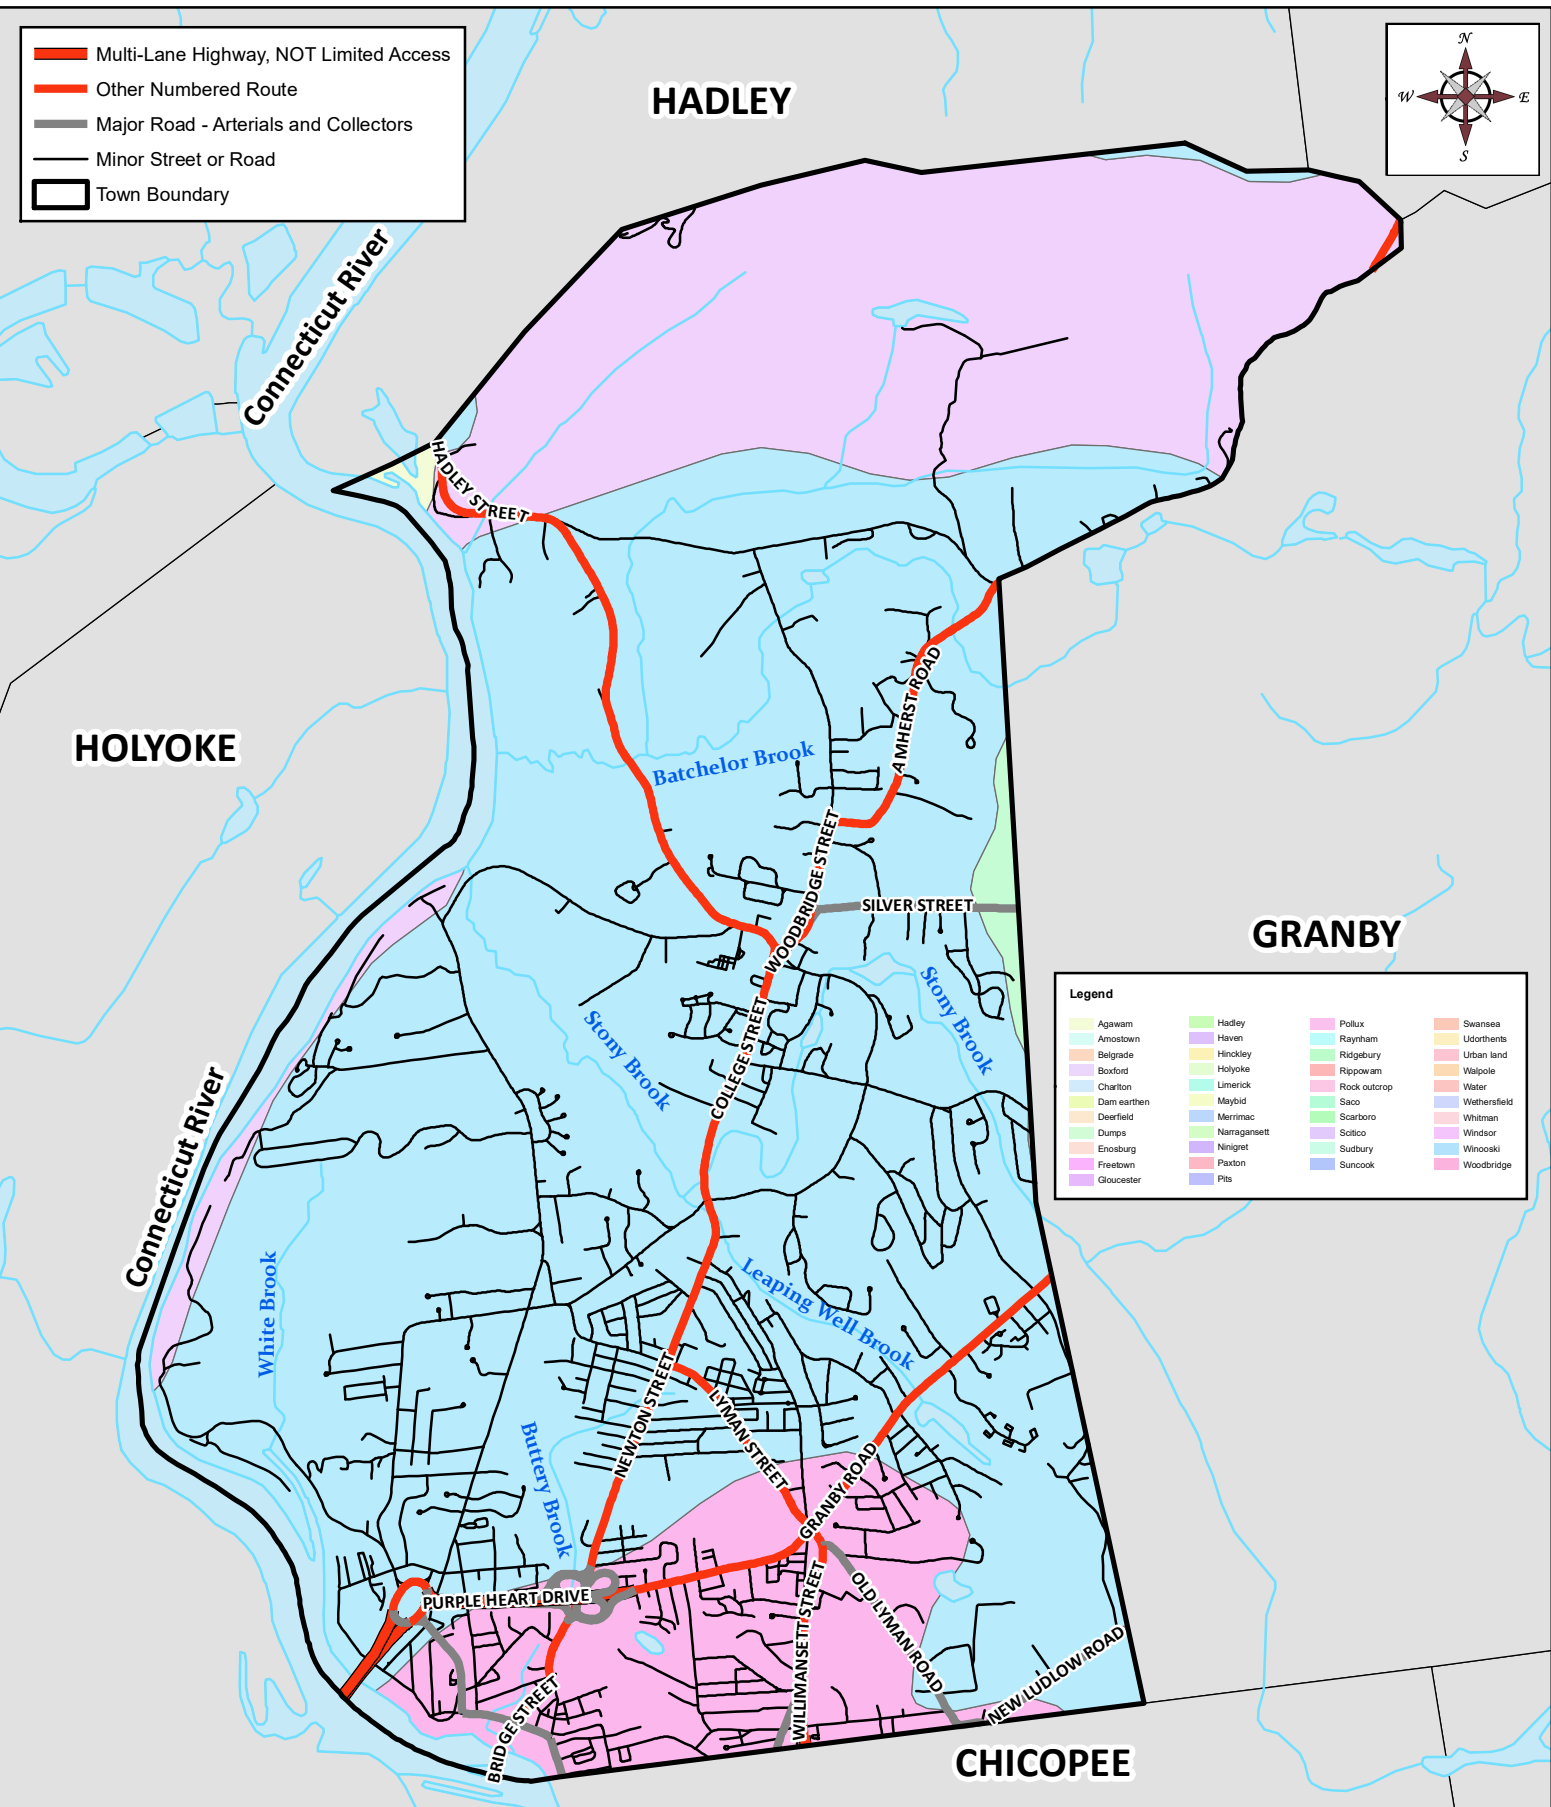 Multi-Lane Highway, NOT Limited Access
Other Numbered Route
Major Road - Arterials and Collectors
Minor Street or Road
Town Boundary
HADLEY
N
W
E
S
Connecticut River
HADLEY STREET
HOLYOKE
AMHERST ROAD
Batchelor Brook
WOODBRIDGE STREET
SILVER STREET
GRANBY
Stony Brook
Stony Brook
COLLEGE STREET
Connecticut River
Legend
Agawam
Amostown
Belgrade
Boxford
Charlton
Dam earthen
Deerfield
Dumps
Enosburg
Freetown
Gloucester
Hadley
Haven
Hinckley
Holyoke
Limerick
Maybid
Merrimac
Narragansett
Ninigret
Paxton
Pits
Pollux
Raynham
Ridgebury
Rippowam
Rock outcrop
Saco
Scarboro
Scitico
Sudbury
Suncook
Swansea
Udorthents
Urban land
Walpole
Water
Wethersfield
Whitman
Windsor
Winooski
Woodbridge
White Brook
Leaping Well Brook
NEWTON STREET
LYMAN STREET
Buttery Brook
GRANBY ROAD
PURPLE HEART DRIVE
OLD LYMAN ROAD
WILLIMANSETT STREET
NEW LUDLOW ROAD
BRIDGE STREET
CHICOPEE